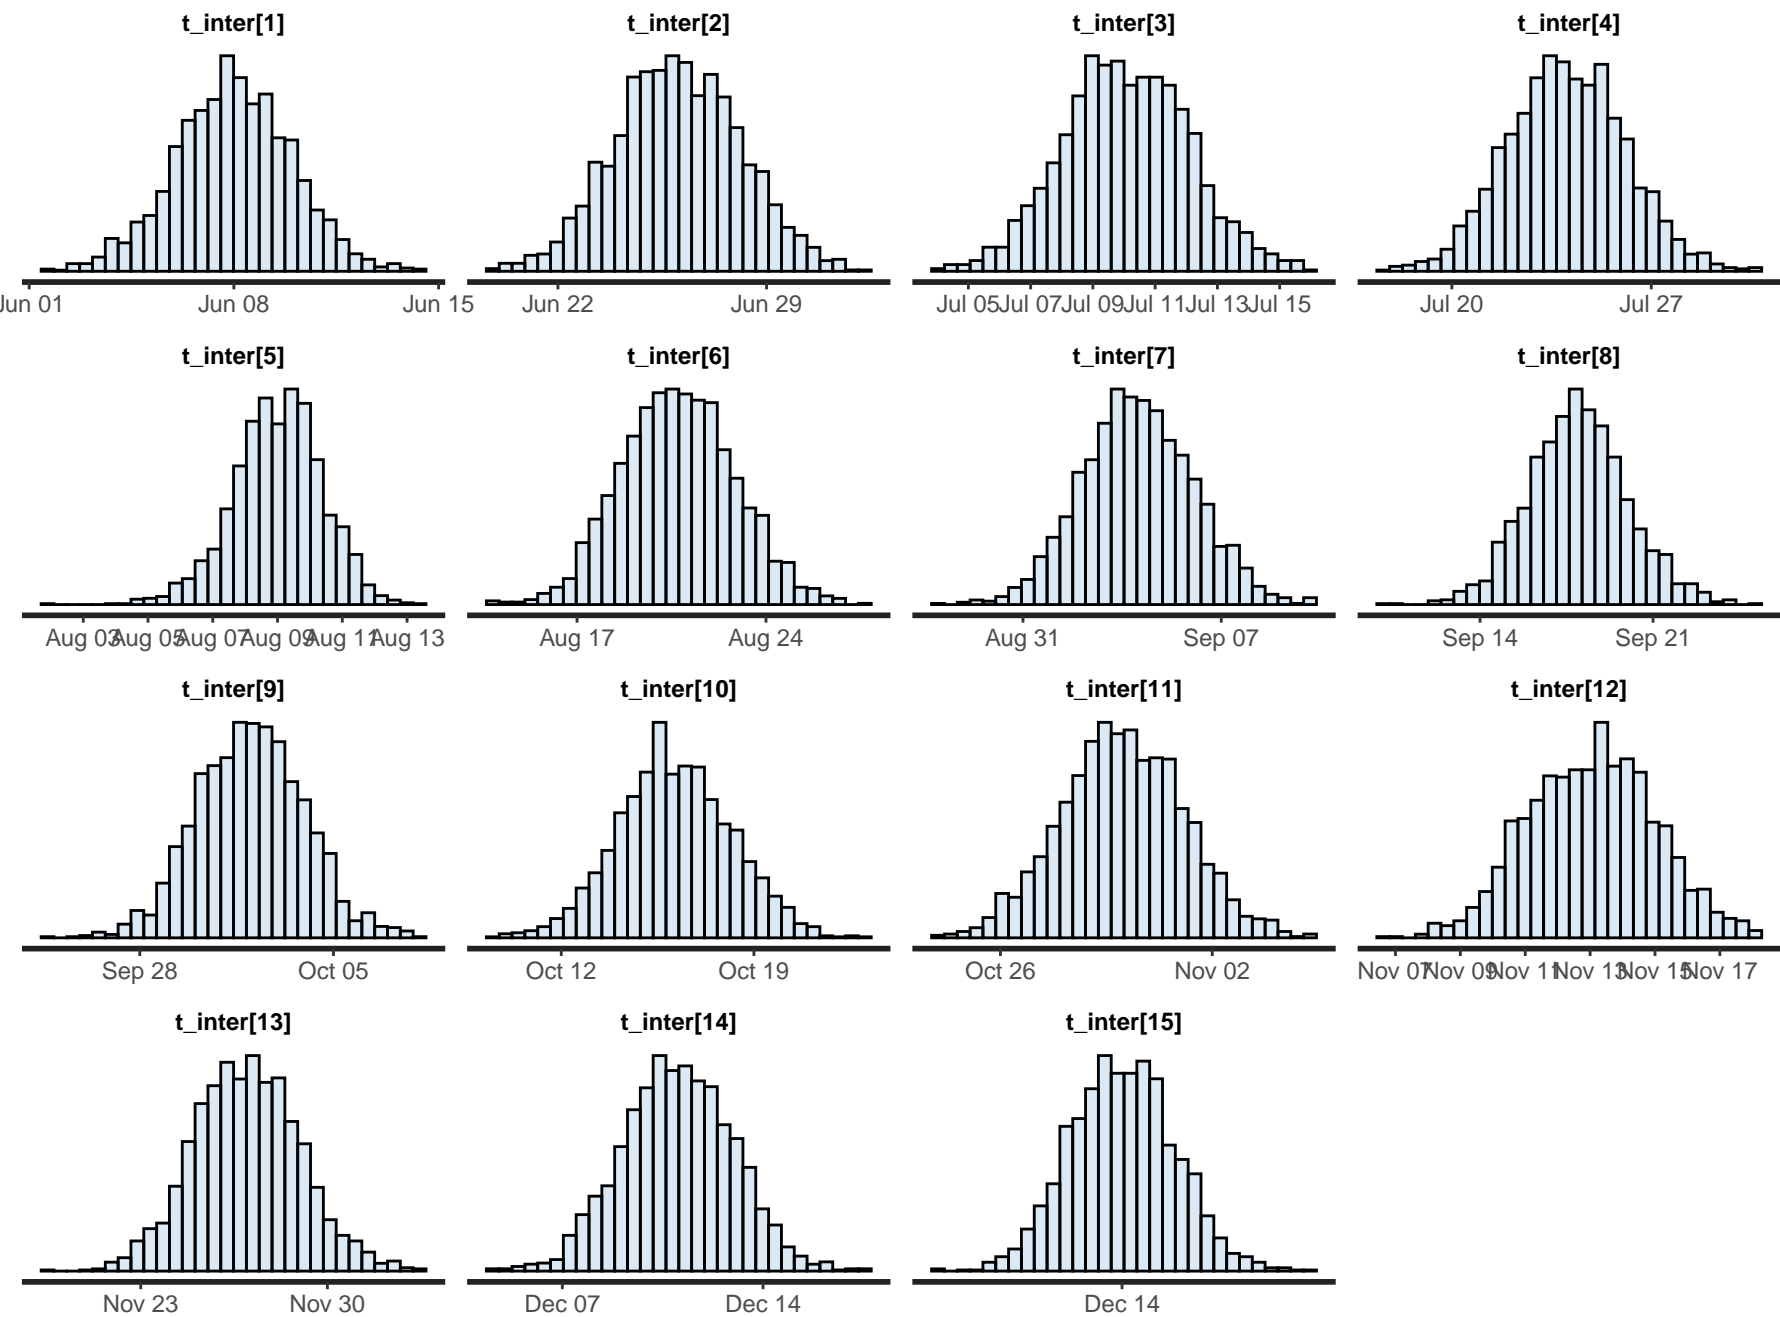 t_inter[1] t_inter[2] t_inter[3] t_inter[4]
Jun 01 Jun 08 Jun 15 Jun 22 Jun 29 Jul 05 Jul 07 Jul 09 Jul 11 Jul 13 Jul 15 Jul 20 Jul 27
t_inter[5] t_inter[6] t_inter[7] t_inter[8]
Aug 03 Aug 05 Aug 07 Aug 09 Aug 11 Aug 13 Aug 17 Aug 24 Aug 31 Sep 07 Sep 14 Sep 21
t_inter[9] t_inter[10] t_inter[11] t_inter[12]
Sep 28 Oct 05 Oct 12 Oct 19 Oct 26 Nov 02 Nov 07 Nov 09 Nov 11 Nov 13 Nov 15 Nov 17
t_inter[13] t_inter[14] t_inter[15]
Nov 23 Nov 30 Dec 07 Dec 14 Dec 14